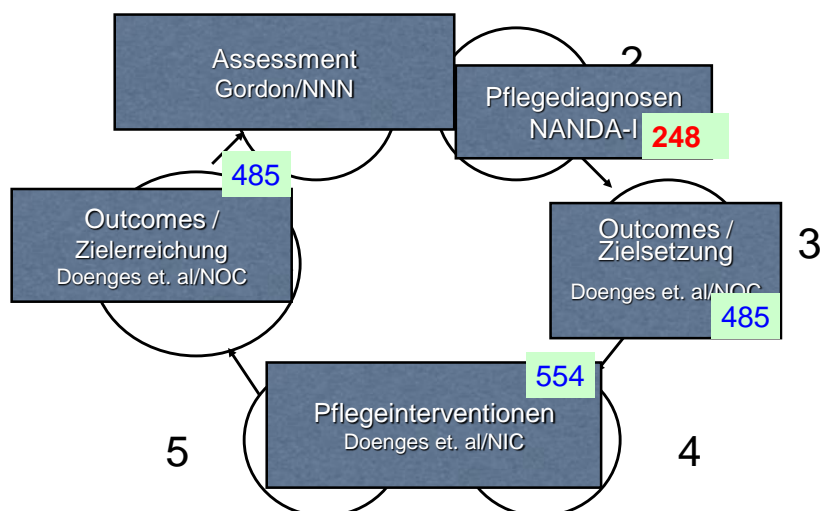 Assessment
Gordon/NNN
2
Pflegediagnosen
NANDA-I
248
485
Outcomes /
Zielerreichung
Doenges et. al/NOC
Outcomes /
Zielsetzung
Doenges et. al/NOC
485
3
554
Pflegeinterventionen
Doenges et. al/NIC
5
4